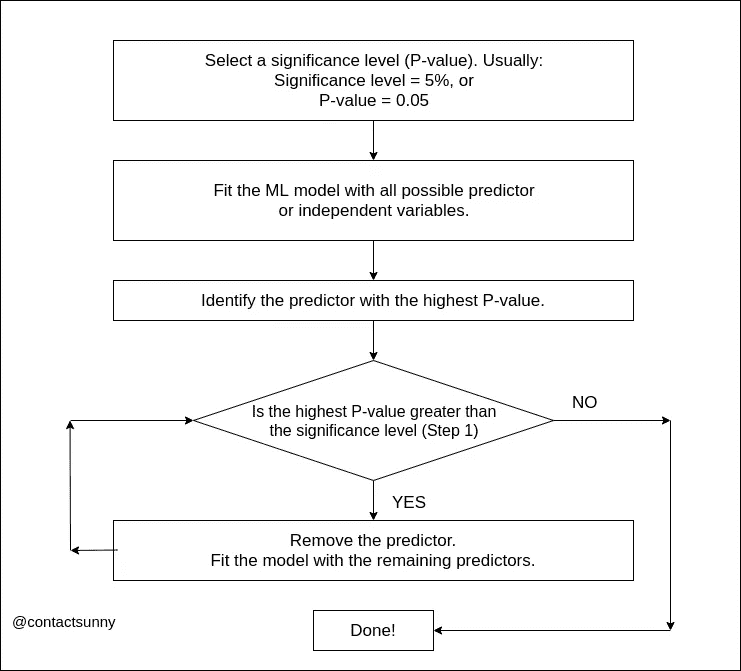 Select a significance level (P-value). Usually:
Significance level = 5%, or
P-value = 0.05
Fit the ML model with all possible predictor
or independent variables.
Identify the predictor with the highest P-value.
Is the highest P-value greater than
the significance level (Step 1)
NO
YES
Remove the predictor.
Fit the model with the remaining predictors.
Done!
@contactsunny